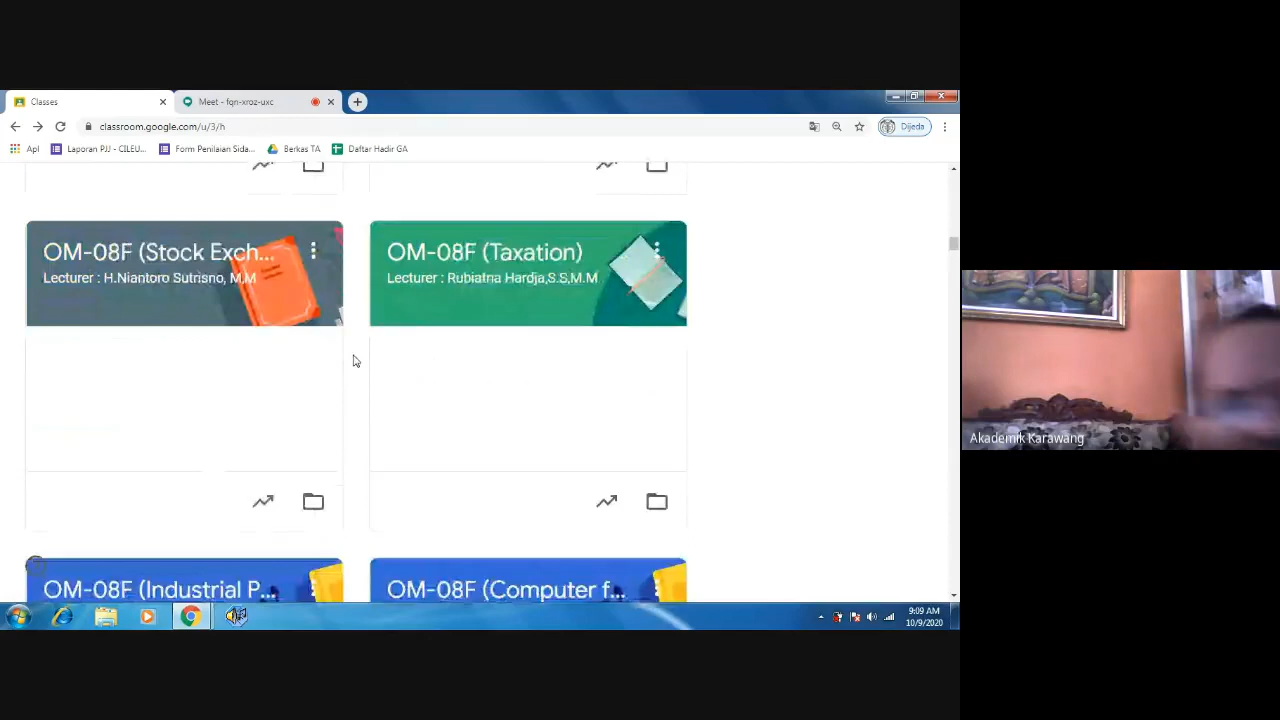 Classes
Meet - fqn-xroz-uxc
classroom.google.com/u/3/h
Dijeda
Apl
Laporan PJJ - CILEU...
Form Penilaian Sida...
Berkas TA
Daftar Hadir GA
OM-08F (Stock Exch...
Lecturer : H.Niantoro Sutrisno, M,M
OM-08F (Taxation)
Lecturer : Rubiatna Hardja,S.S,M.M
OM-08F (Industrial P...
OM-08F (Computer f...
9:09 AM
10/9/2020
Akademik Karawang